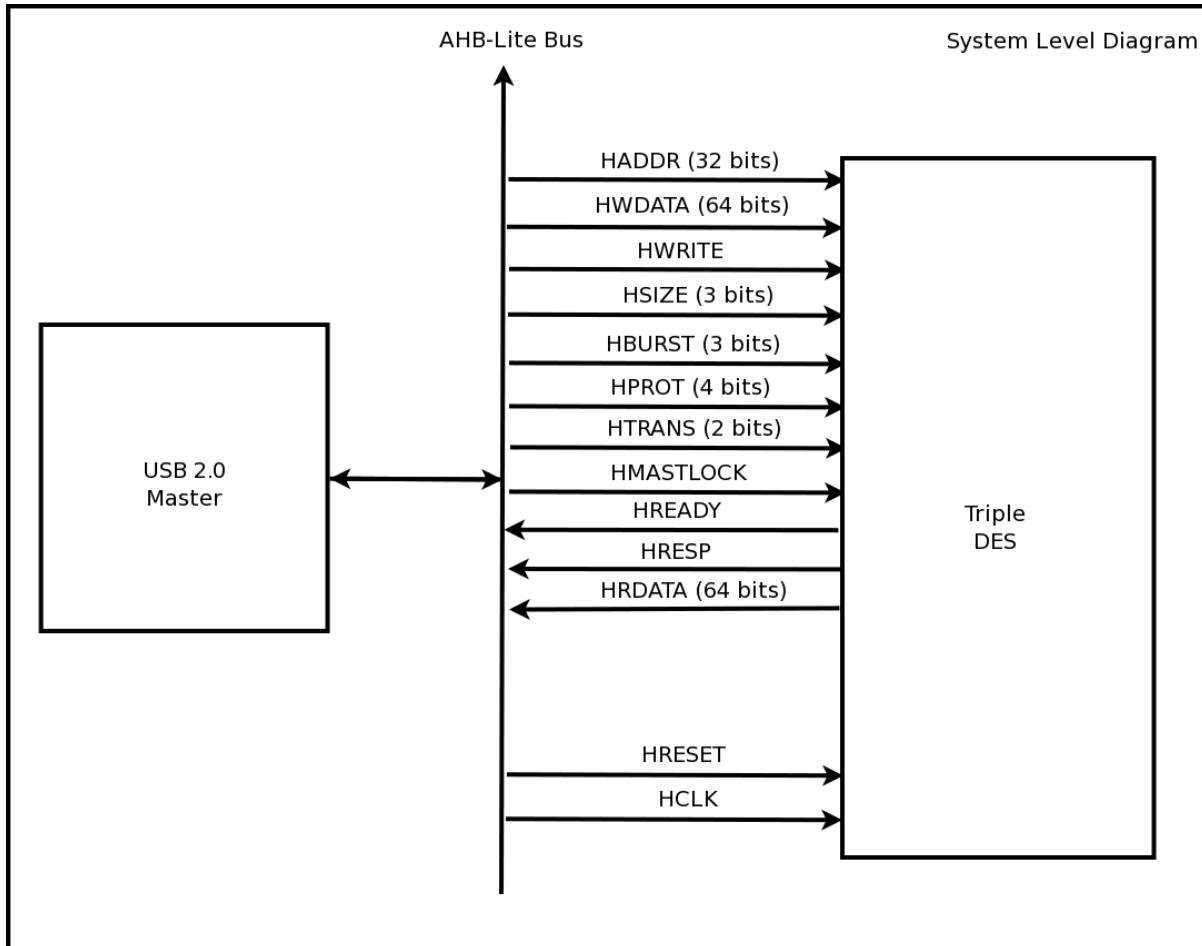 AHB-Lite Bus
System Level Diagram
HADDR (32 bits)
HWDATA (64 bits)
HWRITE
HSIZE (3 bits)
HBURST (3 bits)
HPROT (4 bits)
HTRANS (2 bits)
HMASTLOCK
HREADY
HRESP
HRDATA (64 bits)
HRESET
HCLK
USB 2.0
Master
Triple
DES